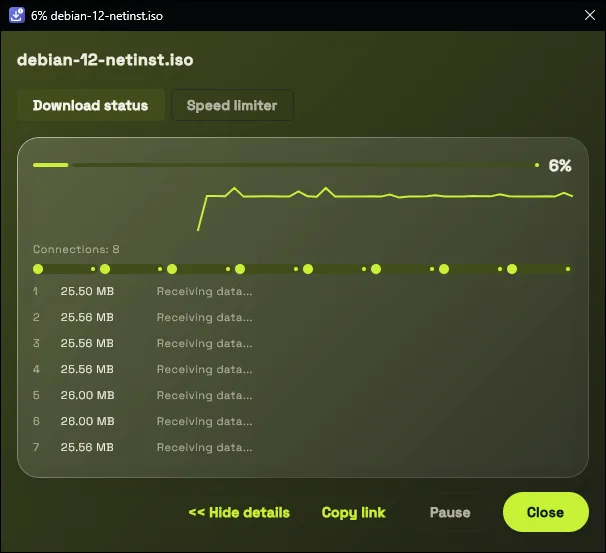 6% debian-12-netinst.iso
debian-12-netinst.iso
Download status Speed limiter
6%
Connections: 8
1 25.50 MB Receiving data...
2 25.56 MB Receiving data...
3 25.56 MB Receiving data...
4 25.56 MB Receiving data...
5 26.00 MB Receiving data...
6 26.00 MB Receiving data...
7 25.56 MB Receiving data...
<< Hide details Copy link Pause Close